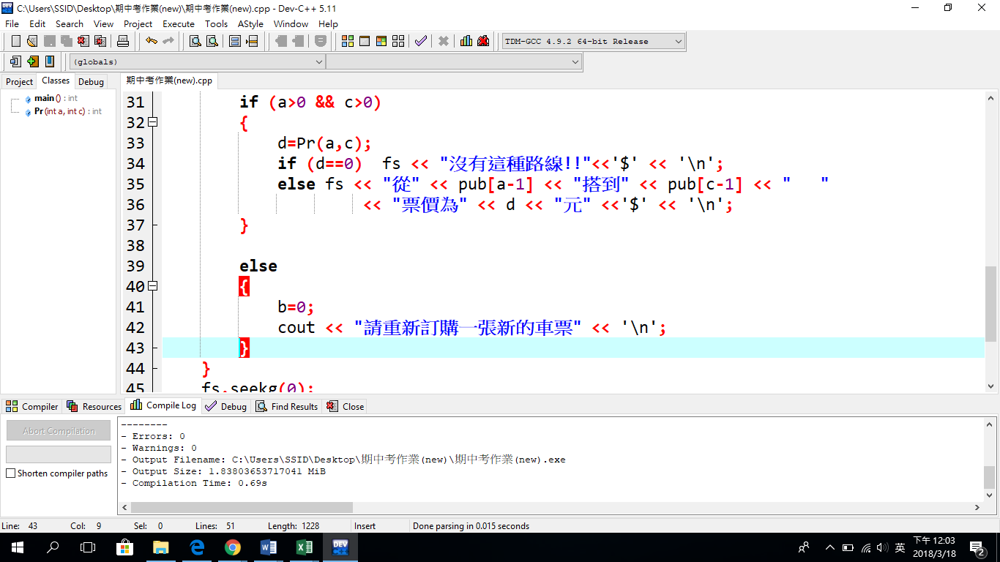 C:\Users\SSID\Desktop\期中考作業(new)\期中考作業(new).cpp - Dev-C++ 5.11
File Edit Search View Project Execute Tools AStyle Window Help
TDM-GCC 4.9.2 64-bit Release
(globals)
Project Classes Debug 期中考作業(new).cpp
main () : int
Pr (int a, int c) : int
31 if (a>0 && c>0)
32 {
33 d=Pr(a,c);
34 if (d==0)  fs << "沒有這種路線!!"<<'$' << '\n';
35 else fs << "從" << pub[a-1] << "搭到" << pub[c-1] << "   "
36 << "票價為" << d << "元" <<'$' << '\n';
37 }
38
39 else
40 {
41 b=0;
42 cout << "請重新訂購一張新的車票" << '\n';
43 }
44 }
45 fs.seekg(0);
Compiler Resources Compile Log Debug Find Results Close
Abort Compilation
Shorten compiler paths
--------
- Errors: 0
- Warnings: 0
- Output Filename: C:\Users\SSID\Desktop\期中考作業(new)\期中考作業(new).exe
- Output Size: 1.83803653717041 MiB
- Compilation Time: 0.69s
Line: 43 Col: 9 Sel: 0 Lines: 51 Length: 1228 Insert Done parsing in 0.015 seconds
DEV C++
英
下午 12:03
2018/3/18
2